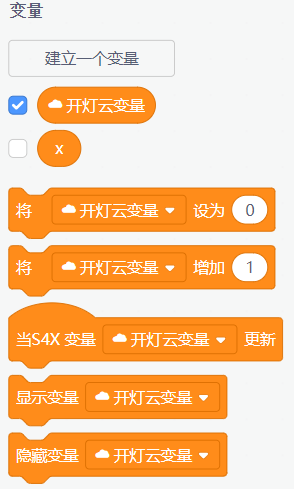 变量
建立一个变量
开灯云变量
x
将 开灯云变量 设为 0
将 开灯云变量 增加 1
当S4X 变量 开灯云变量 更新
显示变量 开灯云变量
隐藏变量 开灯云变量